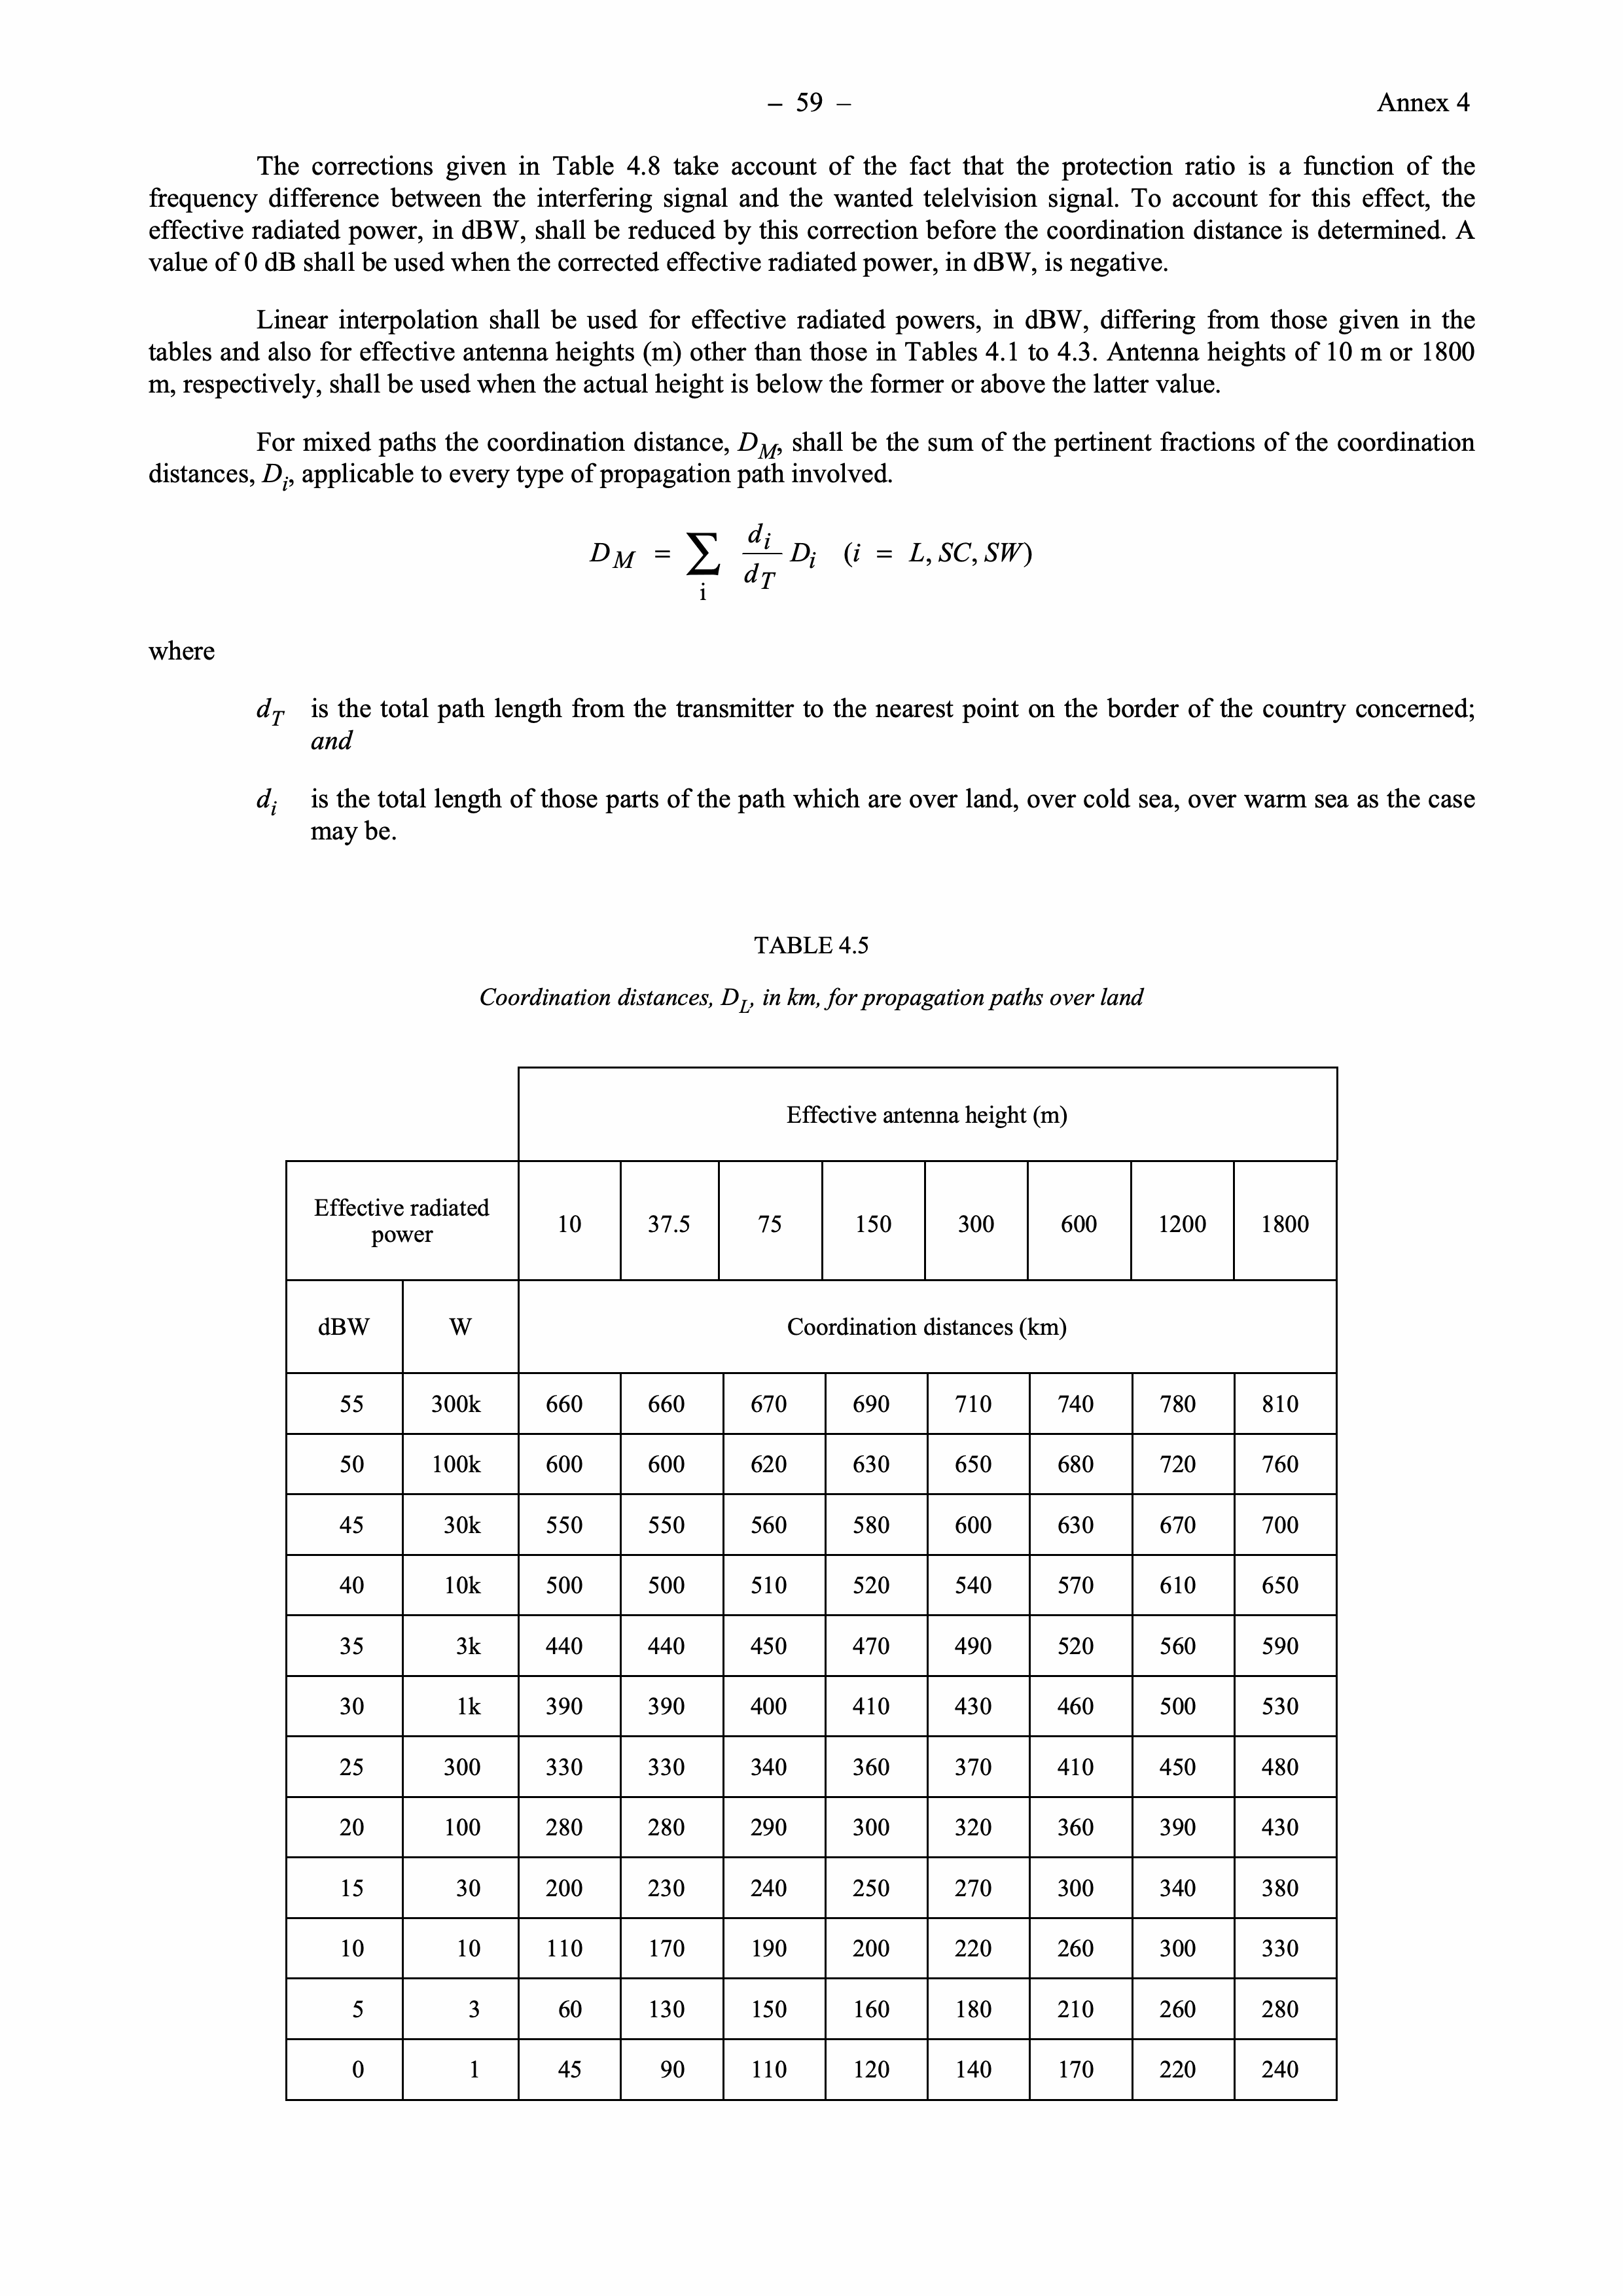 – 59 –
Annex 4
The corrections given in Table 4.8 take account of the fact that the protection ratio is a function of the
frequency difference between the interfering signal and the wanted telelvision signal. To account for this effect, the
effective radiated power, in dBW, shall be reduced by this correction before the coordination distance is determined. A
value of 0 dB shall be used when the corrected effective radiated power, in dBW, is negative.
Linear interpolation shall be used for effective radiated powers, in dBW, differing from those given in the
tables and also for effective antenna heights (m) other than those in Tables 4.1 to 4.3. Antenna heights of 10 m or 1800
m, respectively, shall be used when the actual height is below the former or above the latter value.
For mixed paths the coordination distance, D_M, shall be the sum of the pertinent fractions of the coordination
distances, D_i, applicable to every type of propagation path involved.
D_M = ∑_i d_i/d_T D_i (i = L, SC, SW)
where
d_T is the total path length from the transmitter to the nearest point on the border of the country concerned;
and
d_i is the total length of those parts of the path which are over land, over cold sea, over warm sea as the case
may be.
TABLE 4.5
Coordination distances, D_L, in km, for propagation paths over land
Effective antenna height (m)
Effective radiated
power
10 37.5 75 150 300 600 1200 1800
dBW W Coordination distances (km)
55 300k 660 660 670 690 710 740 780 810
50 100k 600 600 620 630 650 680 720 760
45 30k 550 550 560 580 600 630 670 700
40 10k 500 500 510 520 540 570 610 650
35 3k 440 440 450 470 490 520 560 590
30 1k 390 390 400 410 430 460 500 530
25 300 330 330 340 360 370 410 450 480
20 100 280 280 290 300 320 360 390 430
15 30 200 230 240 250 270 300 340 380
10 10 110 170 190 200 220 260 300 330
5 3 60 130 150 160 180 210 260 280
0 1 45 90 110 120 140 170 220 240